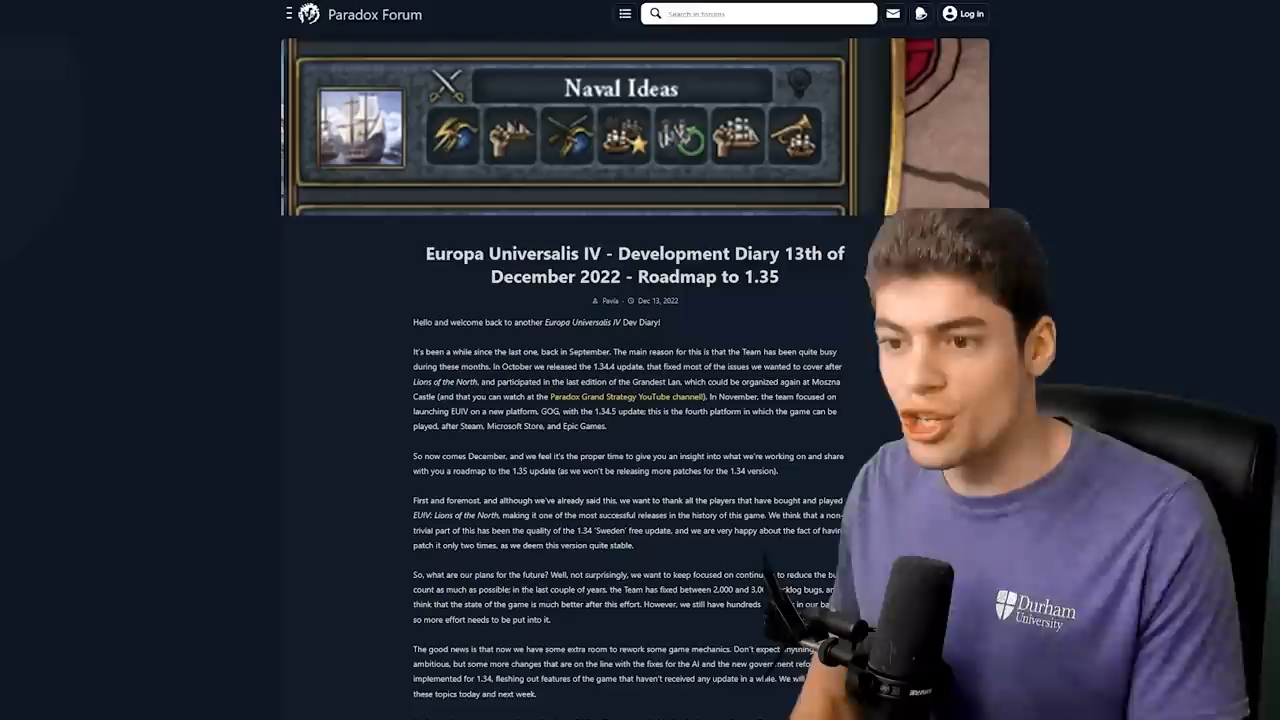 Paradox Forum
Search in forums
Log in
Naval Ideas
Europa Universalis IV - Development Diary 13th of
December 2022 - Roadmap to 1.35
Pavía · Dec 13, 2022
Hello and welcome back to another Europa Universalis IV Dev Diary!
It's been a while since the last one, back in September. The main reason for this is that the Team has been quite busy
during these months. In October we released the 1.34.4 update, that fixed most of the issues we wanted to cover after
Lions of the North, and participated in the last edition of the Grandest Lan, which could be organized again at Moszna
Castle (and that you can watch at the Paradox Grand Strategy YouTube channel). In November, the team focused on
launching EUIV on a new platform, GOG, with the 1.34.5 update; this is the fourth platform in which the game can be
played, after Steam, Microsoft Store, and Epic Games.
So now comes December, and we feel it's the proper time to give you an insight into what we're working on and share
with you a roadmap to the 1.35 update (as we won't be releasing more patches for the 1.34 version).
First and foremost, and although we've already said this, we want to thank all the players that have bought and played
EUIV: Lions of the North, making it one of the most successful releases in the history of this game. We think that a non-
trivial part of this has been the quality of the 1.34 'Sweden' free update, and we are very happy about the fact of
patch it only two times, as we deem this version quite stable.
So, what are our plans for the future? Well, not surprisingly, we want to keep focused on to reduce the
count as much as possible; in the last couple of years, the Team has fixed between 2.000 and bugs,
think that the state of the game is much better after this effort. However, we still have hundreds in our
so more effort needs to be put into it.
The good news is that now we have some extra room to rework some game mechanics. Don't expect
ambitious, but some more changes that are on the line with the fixes for the AI and the new
implemented for 1.34, fleshing out features of the game that haven't received any update in a We
these topics today and next week.
Durham
University